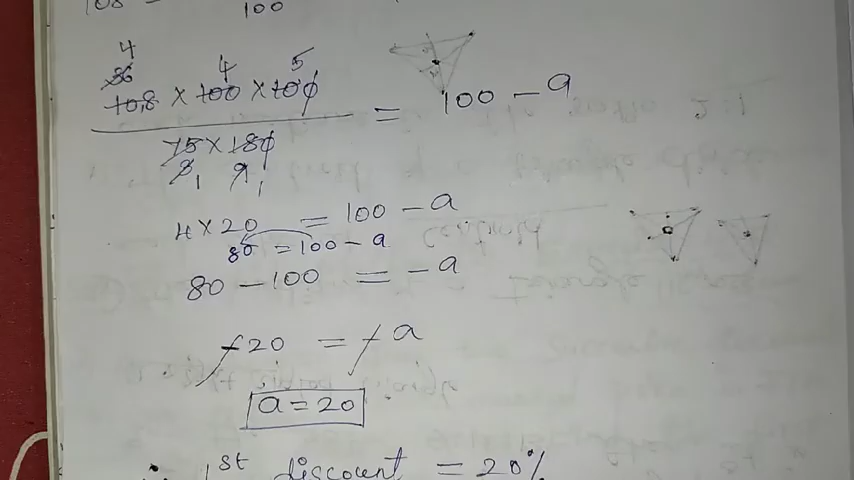 108
100
4
36 4 5
108 × 100 × 100 = 100 - a
75 × 180
3 1 9 1
4 × 20 = 100 - a
80 = 100 - a
80 - 100 = - a
-20 = - a
a = 20
∴ 1st discount = 20%